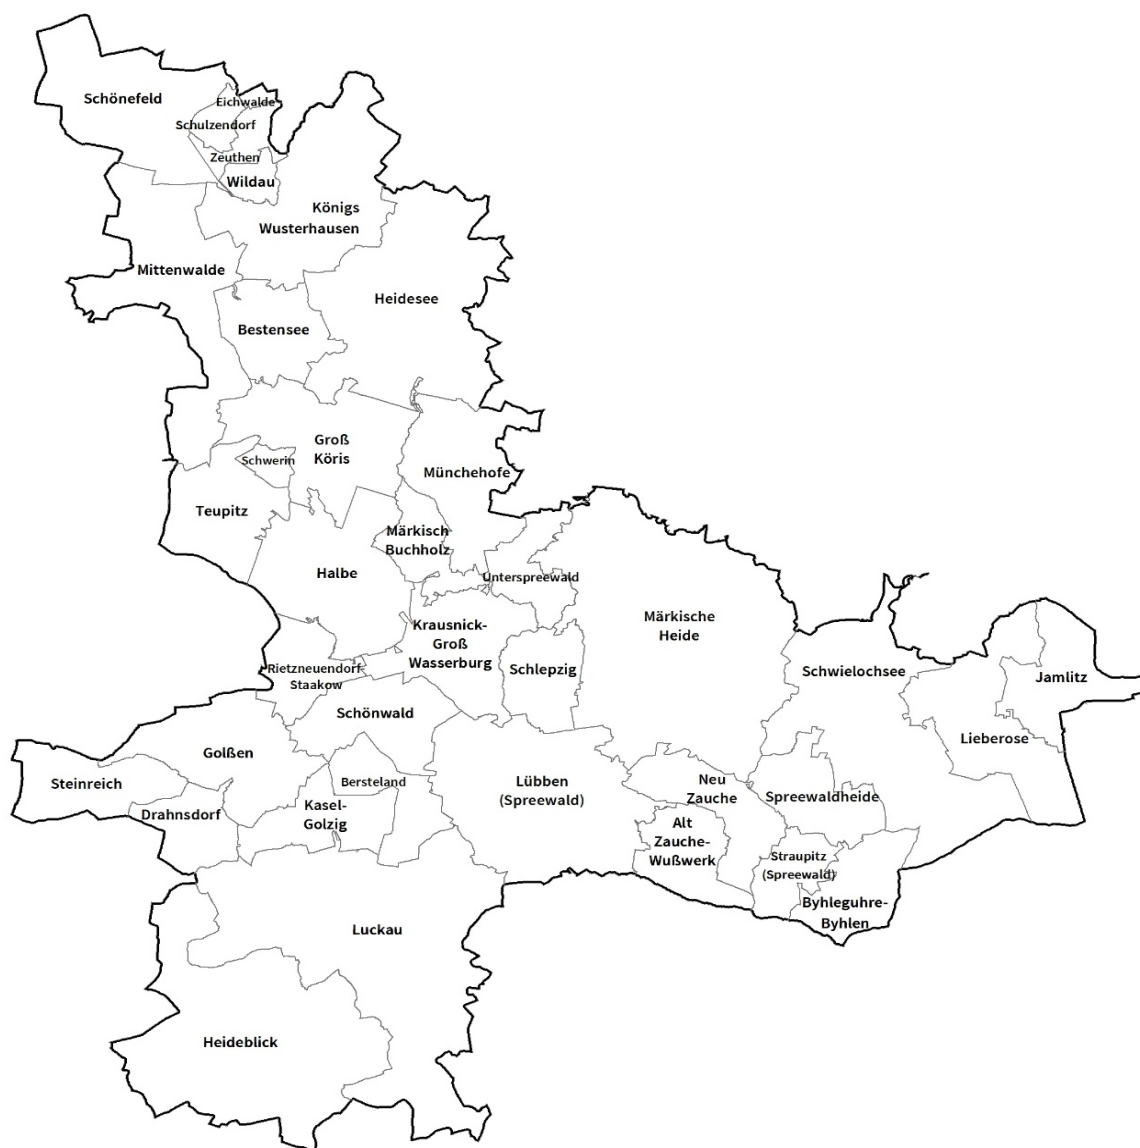 Schönefeld
Eichwalde
Schulzendorf
Zeuthen
Wildau
Königs
Wusterhausen
Mittenwalde
Heidesee
Bestensee
Groß
Köris
Schwerin
Münchehofe
Teupitz
Märkisch
Buchholz
Halbe
Unterspreewald
Märkische
Heide
Krausnick-
Groß
Wasserburg
Schlepzig
Rietzneuendorf-
Staakow
Schwielochsee
Jamlitz
Schönwald
Lieberose
Golßen
Steinreich
Bersteland
Lübben
(Spreewald)
Neu
Zauche
Spreewaldheide
Drahnsdorf
Kasel-
Golzig
Alt
Zauche-
Wußwerk
Straupitz
(Spreewald)
Byhleguhre-
Byhlen
Luckau
Heideblick